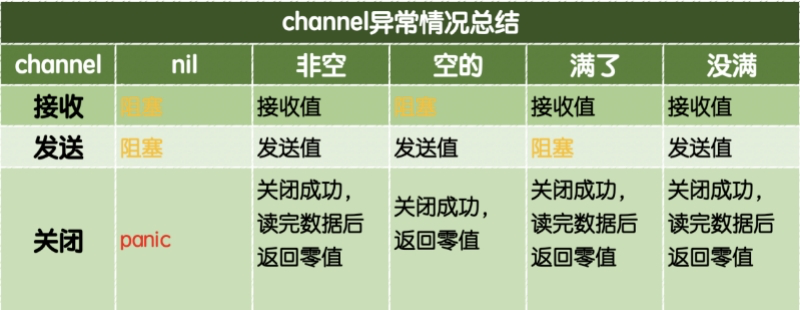 channel异常情况总结
channel nil 非空 空的 满了 没满
接收 阻塞 接收值 阻塞 接收值 接收值
发送 阻塞 发送值 发送值 阻塞 发送值
关闭 panic 关闭成功，读完数据后返回零值 关闭成功，返回零值 关闭成功，读完数据后返回零值 关闭成功，读完数据后返回零值